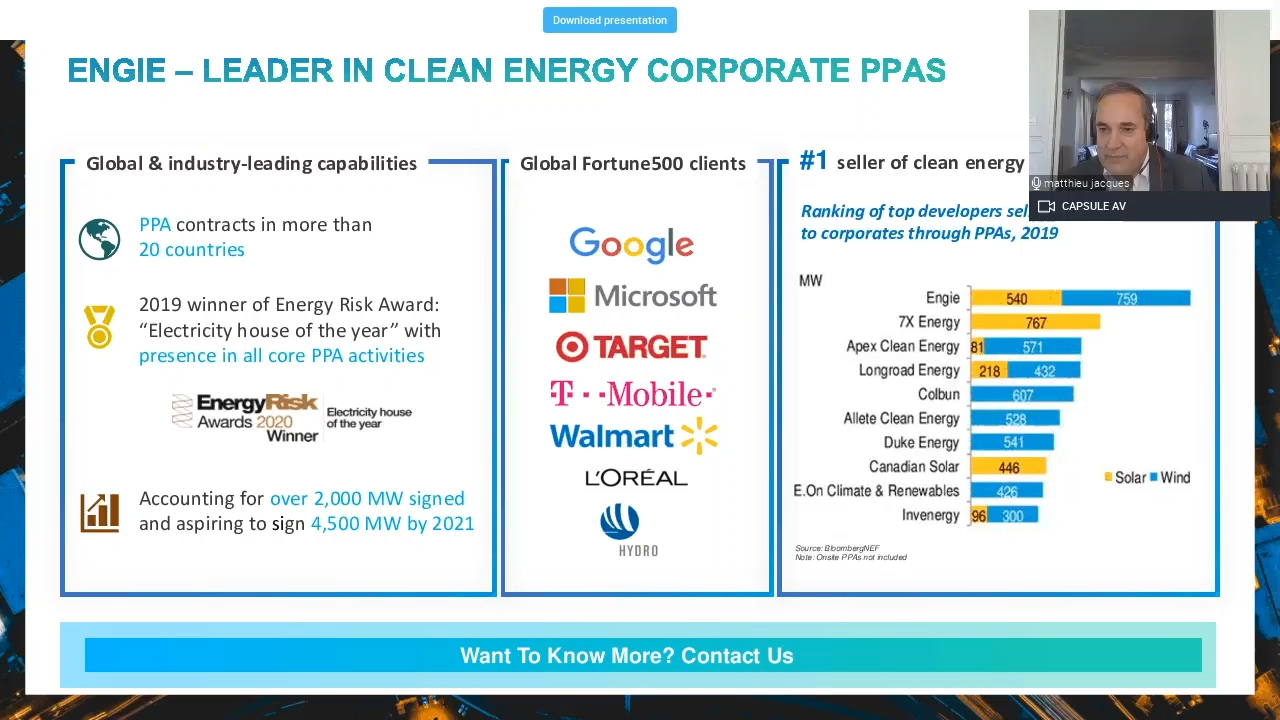 Download presentation
ENGIE – LEADER IN CLEAN ENERGY CORPORATE PPAS
matthieu jacques
CAPSULE AV
Global & industry-leading capabilities
PPA contracts in more than
20 countries
2019 winner of Energy Risk Award:
“Electricity house of the year” with
presence in all core PPA activities
EnergyRisk
Awards 2020
Winner
Electricity house
of the year
Accounting for over 2,000 MW signed
and aspiring to sign 4,500 MW by 2021
Global Fortune500 clients
Google
Microsoft
TARGET
T··Mobile·
Walmart
L'ORÉAL
HYDRO
#1 seller of clean energy
Ranking of top developers
to corporates through PPAs, 2019
MW
Engie 540 759
7X Energy 767
Apex Clean Energy 81 571
Longroad Energy 218 432
Colbun 607
Allete Clean Energy 528
Duke Energy 541
Canadian Solar 446
E.On Climate & Renewables 426
Invenergy 96 300
Solar Wind
Source: BloombergNEF
Note: Onsite PPAs not included
Want To Know More? Contact Us